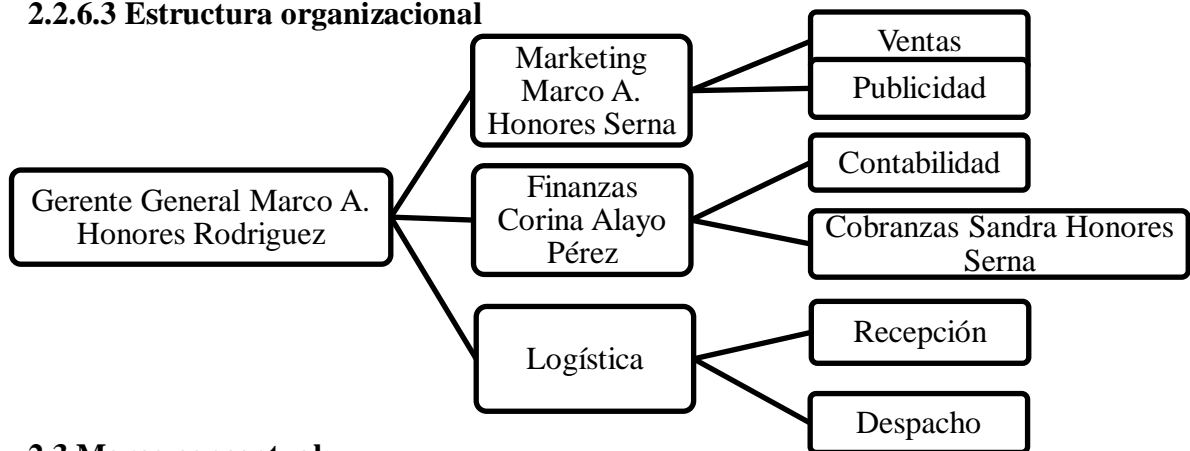 2.2.6.3 Estructura organizacional
Gerente General Marco A.
Honores Rodriguez
Marketing
Marco A.
Honores Serna
Ventas
Publicidad
Finanzas
Corina Alayo
Pérez
Contabilidad
Cobranzas Sandra Honores
Serna
Logística
Recepción
Despacho